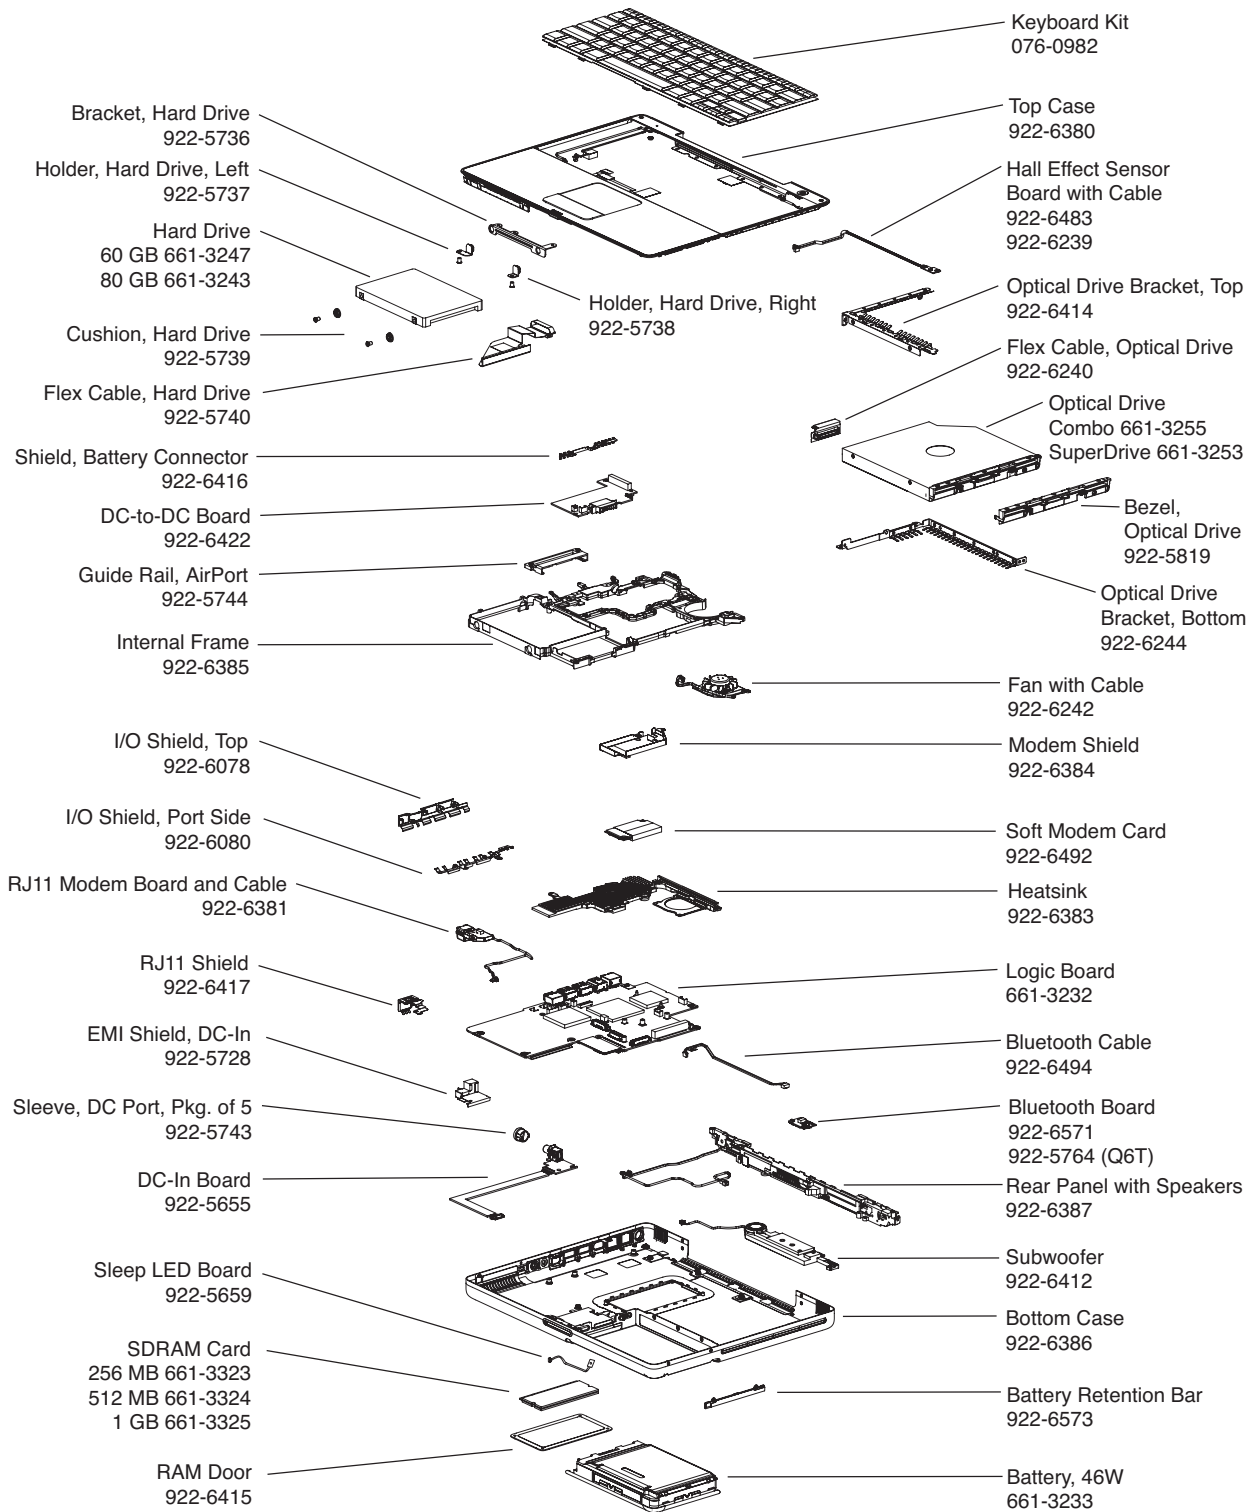 Keyboard Kit
076-0982
Bracket, Hard Drive
922-5736
Top Case
922-6380
Holder, Hard Drive, Left
922-5737
Hall Effect Sensor
Board with Cable
922-6483
922-6239
Hard Drive
60 GB 661-3247
80 GB 661-3243
Holder, Hard Drive, Right
922-5738
Optical Drive Bracket, Top
922-6414
Cushion, Hard Drive
922-5739
Flex Cable, Optical Drive
922-6240
Flex Cable, Hard Drive
922-5740
Optical Drive
Combo 661-3255
SuperDrive 661-3253
Shield, Battery Connector
922-6416
DC-to-DC Board
922-6422
Bezel,
Optical Drive
922-5819
Guide Rail, AirPort
922-5744
Optical Drive
Bracket, Bottom
922-6244
Internal Frame
922-6385
Fan with Cable
922-6242
I/O Shield, Top
922-6078
Modem Shield
922-6384
I/O Shield, Port Side
922-6080
Soft Modem Card
922-6492
RJ11 Modem Board and Cable
922-6381
Heatsink
922-6383
RJ11 Shield
922-6417
Logic Board
661-3232
EMI Shield, DC-In
922-5728
Bluetooth Cable
922-6494
Sleeve, DC Port, Pkg. of 5
922-5743
Bluetooth Board
922-6571
922-5764 (Q6T)
DC-In Board
922-5655
Rear Panel with Speakers
922-6387
Sleep LED Board
922-5659
Subwoofer
922-6412
Bottom Case
922-6386
SDRAM Card
256 MB 661-3323
512 MB 661-3324
1 GB 661-3325
Battery Retention Bar
922-6573
RAM Door
922-6415
Battery, 46W
661-3233